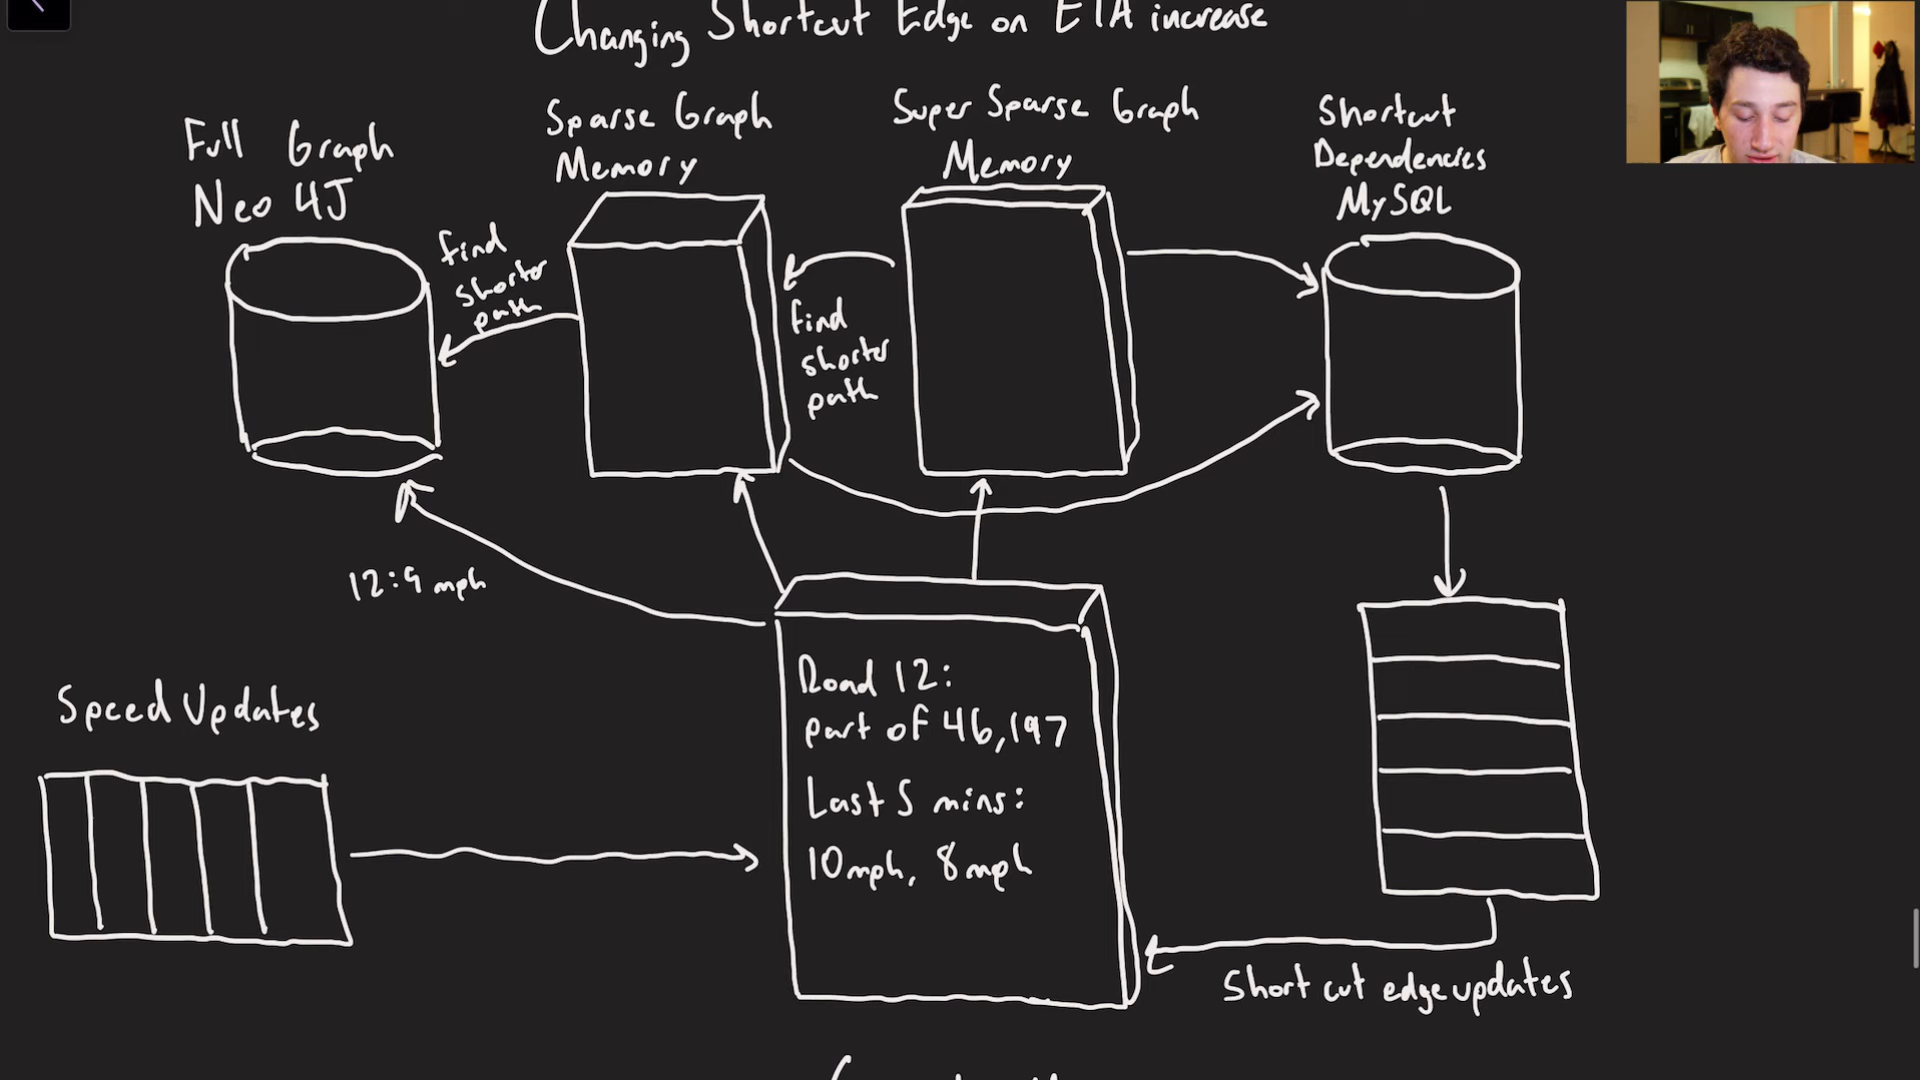 Changing Shortcut Edge on ETA increase
Full Graph
Neo 4J
Sparse Graph
Memory
Super Sparse Graph
Memory
Shortcut
Dependencies
MySQL
find
shorter
path
find
shorter
path
12:9 mph
Speed Updates
Road 12:
part of 46,197
Last 5 mins:
10mph, 8mph
Shortcut edge updates